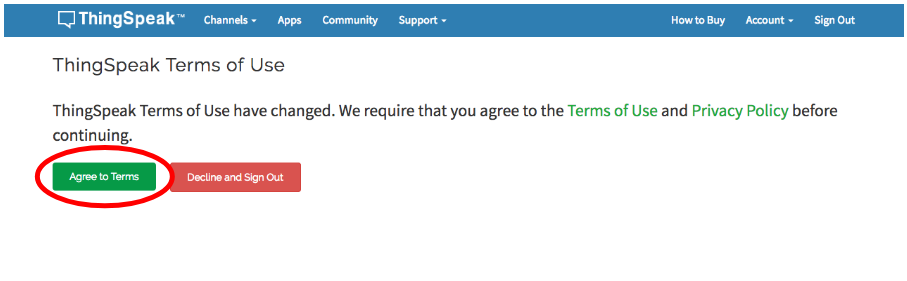 ThingSpeak™ Channels Apps Community Support How to Buy Account Sign Out
ThingSpeak Terms of Use
ThingSpeak Terms of Use have changed. We require that you agree to the Terms of Use and Privacy Policy before
continuing.
Agree to Terms Decline and Sign Out